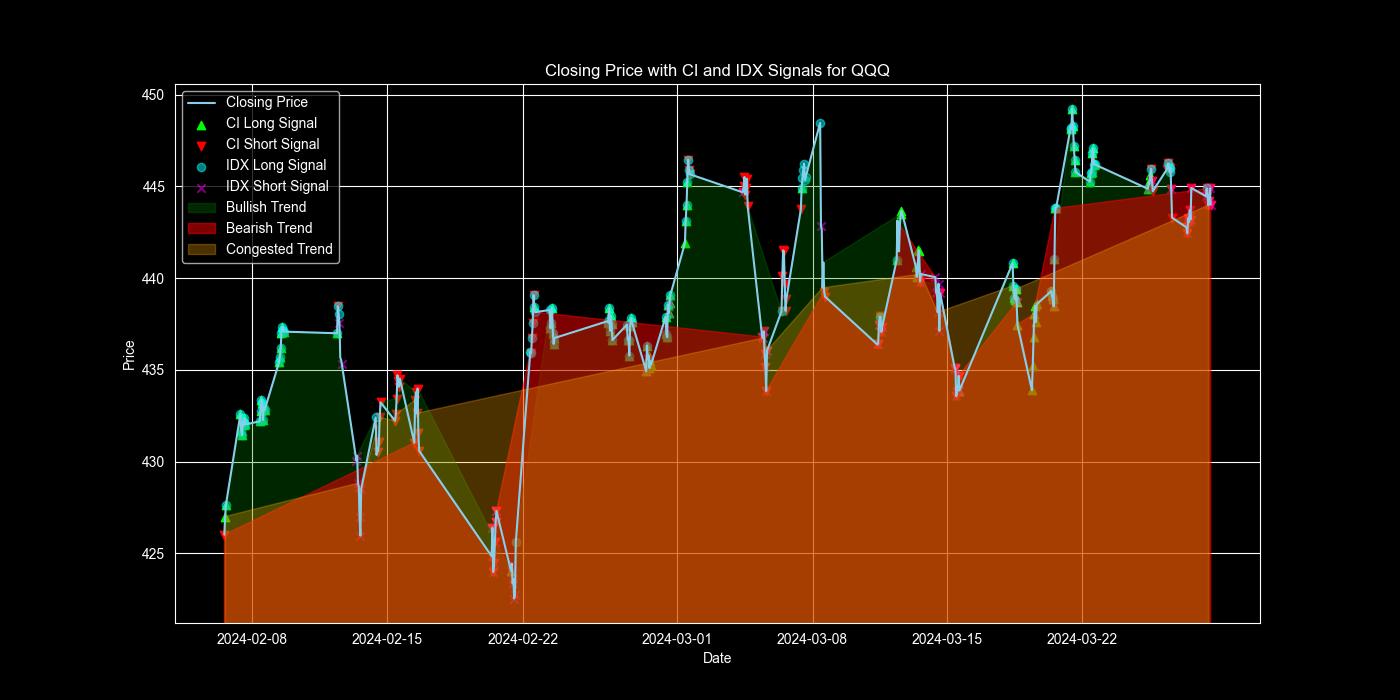 Closing Price with CI and IDX Signals for QQQ
Closing Price
CI Long Signal
CI Short Signal
IDX Long Signal
IDX Short Signal
Bullish Trend
Bearish Trend
Congested Trend
450
445
440
435
430
425
Price
2024-02-08
2024-02-15
2024-02-22
2024-03-01
2024-03-08
2024-03-15
2024-03-22
Date